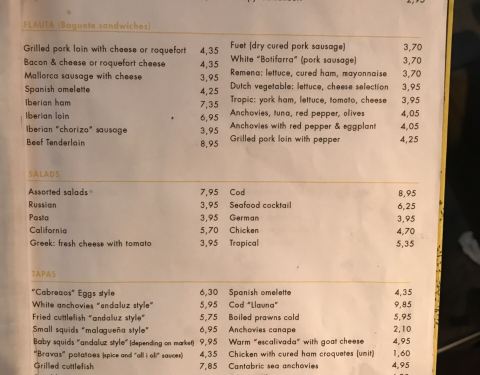 2,95
FLAUTA (Baguete sandwiches)
Grilled pork loin with cheese or roquefort 4,35
Bacon & cheese or roquefort cheese 4,35
Mallorca sausage with cheese 3,95
Spanish omelette 4,25
Iberian ham 7,35
Iberian loin 6,95
Iberian "chorizo" sausage 3,95
Beef Tenderloin 8,95
Fuet (dry cured pork sausage) 3,70
White "Botifarra" (pork sausage) 3,70
Remena: lettuce, cured ham, mayonnaise 3,70
Dutch vegetable: lettuce, cheese selection 3,95
Tropic: york ham, lettuce, tomato, cheese 3,95
Anchovies, tuna, red pepper, olives 4,05
Anchovies with red pepper & eggplant 4,05
Grilled pork loin with pepper 4,25
SALADS
Assorted salads 7,95
Russian 3,95
Pasta 3,95
California 5,70
Greek: fresh cheese with tomato 3,95
Cod 8,95
Seafood cocktail 6,25
German 3,95
Chicken 4,70
Tropical 5,35
TAPAS
"Cabreaos" Eggs style 6,30
White anchovies "andaluz style" 5,95
Fried cuttlefish "andaluz style" 5,75
Small squids "malagueña style" 6,95
Baby squids "andaluz style" (depending on market) 9,95
"Bravas" potatoes (spice and "all i oli" sauces) 4,35
Grilled cuttlefish 7,85
Spanish omelette 4,35
Cod "Llauna" 9,85
Boiled prawns cold 5,95
Anchovies canape 2,10
Warm "escalivada" with goat cheese 4,95
Chicken with cured ham croquetes (unit) 1,60
Cantabric sea anchovies 4,95